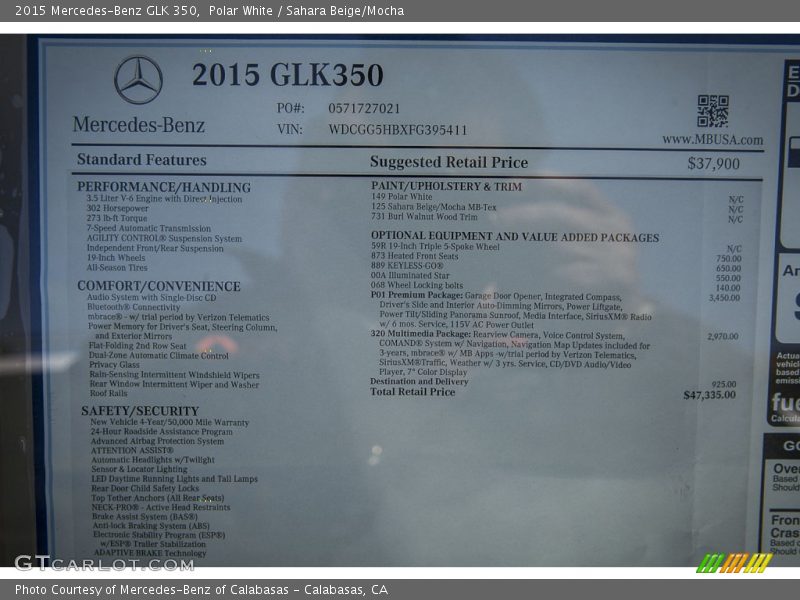 2015 Mercedes-Benz GLK 350, Polar White / Sahara Beige/Mocha
2015 GLK350
Mercedes-Benz
PO#: 0571727021
VIN: WDCGG5HBXFG395411
www.MBUSA.com
Standard Features
Suggested Retail Price $37,900
PERFORMANCE/HANDLING
3.5 Liter V-6 Engine with Direct Injection
302 Horsepower
273 lb-ft Torque
7-Speed Automatic Transmission
AGILITY CONTROL® Suspension System
Independent Front/Rear Suspension
19-Inch Wheels
All-Season Tires
COMFORT/CONVENIENCE
Audio System with Single-Disc CD
Bluetooth® Connectivity
mbrace® - w/ trial period by Verizon Telematics
Power Memory for Driver's Seat, Steering Column,
and Exterior Mirrors
Flat-Folding 2nd Row Seat
Dual-Zone Automatic Climate Control
Privacy Glass
Rain-Sensing Intermittent Windshield Wipers
Rear Window Intermittent Wiper and Washer
Roof Rails
SAFETY/SECURITY
New Vehicle 4-Year/50,000 Mile Warranty
24-Hour Roadside Assistance Program
Advanced Airbag Protection System
ATTENTION ASSIST®
Automatic Headlights w/Twilight
Sensor & Locator Lighting
LED Daytime Running Lights and Tail Lamps
Rear Door Child Safety Locks
Top Tether Anchors (All Rear Seats)
NECK-PRO® - Active Head Restraints
Brake Assist System (BAS®)
Anti-lock Braking System (ABS)
Electronic Stability Program (ESP®)
w/ESP® Trailer Stabilization
ADAPTIVE BRAKE Technology
PAINT/UPHOLSTERY & TRIM
149 Polar White N/C
125 Sahara Beige/Mocha MB-Tex N/C
731 Burl Walnut Wood Trim N/C
OPTIONAL EQUIPMENT AND VALUE ADDED PACKAGES
59R 19-Inch Triple 5-Spoke Wheel N/C
873 Heated Front Seats 750.00
889 KEYLESS-GO® 650.00
00A Illuminated Star 550.00
068 Wheel Locking bolts 140.00
P01 Premium Package: Garage Door Opener, Integrated Compass, 3,450.00
Driver's Side and Interior Auto-Dimming Mirrors, Power Liftgate,
Power Tilt/Sliding Panorama Sunroof, Media Interface, SiriusXM® Radio
w/ 6 mos. Service, 115V AC Power Outlet
320 Multimedia Package: Rearview Camera, Voice Control System, 2,970.00
COMAND® System w/ Navigation, Navigation Map Updates included for
3-years, mbrace® w/ MB Apps -w/trial period by Verizon Telematics,
SiriusXM®Traffic, Weather w/ 3 yrs. Service, CD/DVD Audio/Video
Player, 7" Color Display
Destination and Delivery 925.00
Total Retail Price $47,335.00
Actua
vehicl
based
emiss
fue
Calcula
GO
Over
Based
Should
Fron
Cras
Based o
Should o
GTCARLOT.COM
Photo Courtesy of Mercedes-Benz of Calabasas - Calabasas, CA